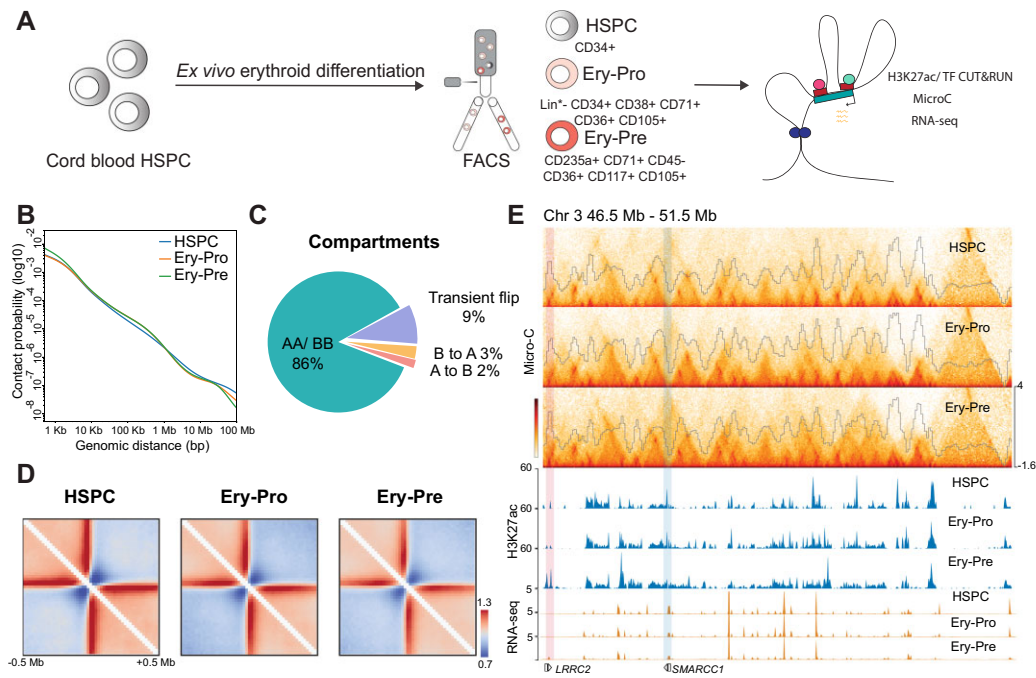 A
Cord blood HSPC
Ex vivo erythroid differentiation
FACS
HSPC
CD34+
Ery-Pro
Lin*- CD34+ CD38+ CD71+
CD36+ CD105+
Ery-Pre
CD235a+ CD71+ CD45-
CD36+ CD117+ CD105+
H3K27ac/ TF CUT&RUN
MicroC
RNA-seq
B
Contact probability (log10)
10-2
10-3
10-4
10-5
10-6
10-7
10-8
HSPC
Ery-Pro
Ery-Pre
1 Kb 10 Kb 100 Kb 1 Mb 10 Mb 100 Mb
Genomic distance (bp)
C
Compartments
AA/ BB
86%
Transient flip
9%
B to A 3%
A to B 2%
D
HSPC
Ery-Pro
Ery-Pre
-0.5 Mb
+0.5 Mb
1.3
0.7
E
Chr 3 46.5 Mb - 51.5 Mb
Micro-C
HSPC
Ery-Pro
Ery-Pre
4
-1.6
H3K27ac
60
HSPC
60
Ery-Pro
60
Ery-Pre
RNA-seq
5
HSPC
5
Ery-Pro
5
Ery-Pre
LRRC2
SMARCC1